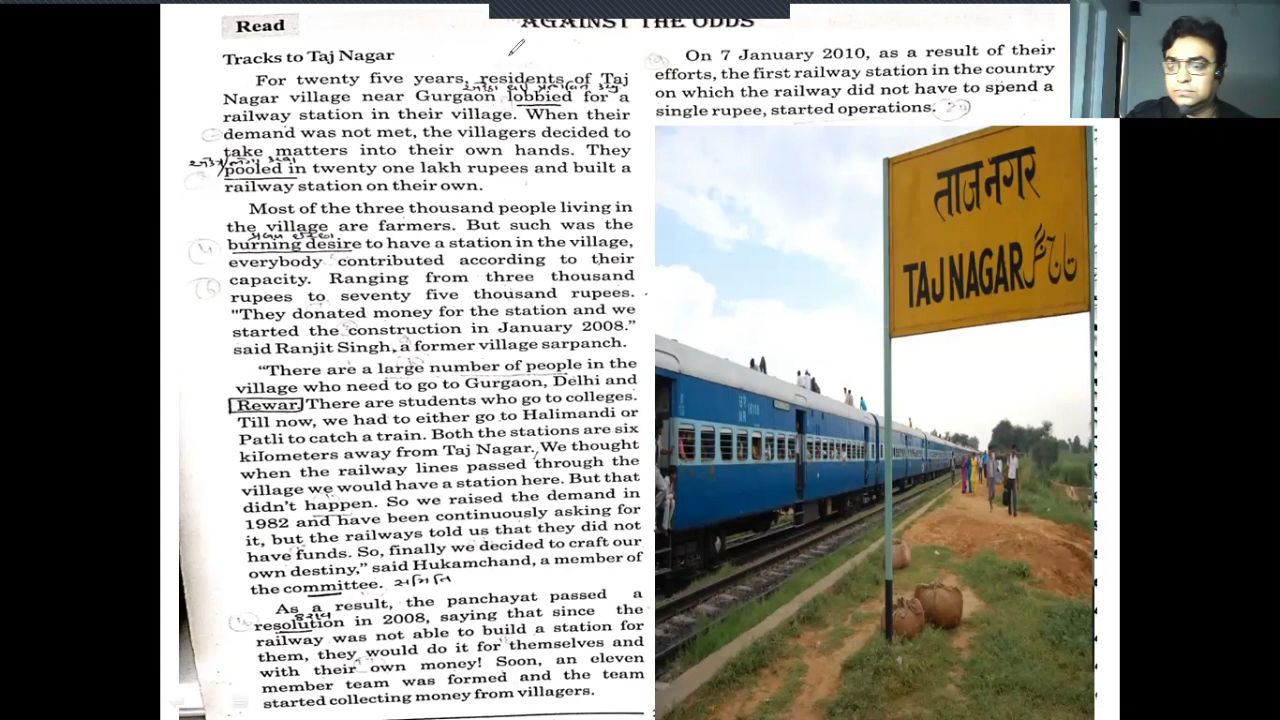 Read
AGAINST THE ODDS
Tracks to Taj Nagar
For twenty five years, residents of Taj
Nagar village near Gurgaon lobbied for a
railway station in their village. When their
demand was not met, the villagers decided to
take matters into their own hands. They
pooled in twenty one lakh rupees and built a
railway station on their own.
Most of the three thousand people living in
the village are farmers. But such was the
burning desire to have a station in the village,
everybody contributed according to their
capacity. Ranging from three thousand
rupees to seventy five thousand rupees.
"They donated money for the station and we
started the construction in January 2008."
said Ranjit Singh, a former village sarpanch.
"There are a large number of people in the
village who need to go to Gurgaon, Delhi and
Rewar. There are students who go to colleges.
Till now, we had to either go to Halimandi or
Patli to catch a train. Both the stations are six
kilometers away from Taj Nagar. We thought
when the railway lines passed through the
village we would have a station here. But that
didn't happen. So we raised the demand in
1982 and have been continuously asking for
it, but the railways told us that they did not
have funds. So, finally we decided to craft our
own destiny," said Hukamchand, a member of
the committee. સમિતિ
As a result, the panchayat passed a
ઠરાવ
resolution in 2008, saying that since the
railway was not able to build a station for
them, they would do it for themselves and
with their own money! Soon, an eleven
member team was formed and the team
started collecting money from villagers.
On 7 January 2010, as a result of their
efforts, the first railway station in the country
on which the railway did not have to spend a
single rupee, started operations.
ताजनगर
TAJ NAGAR تاج نگر